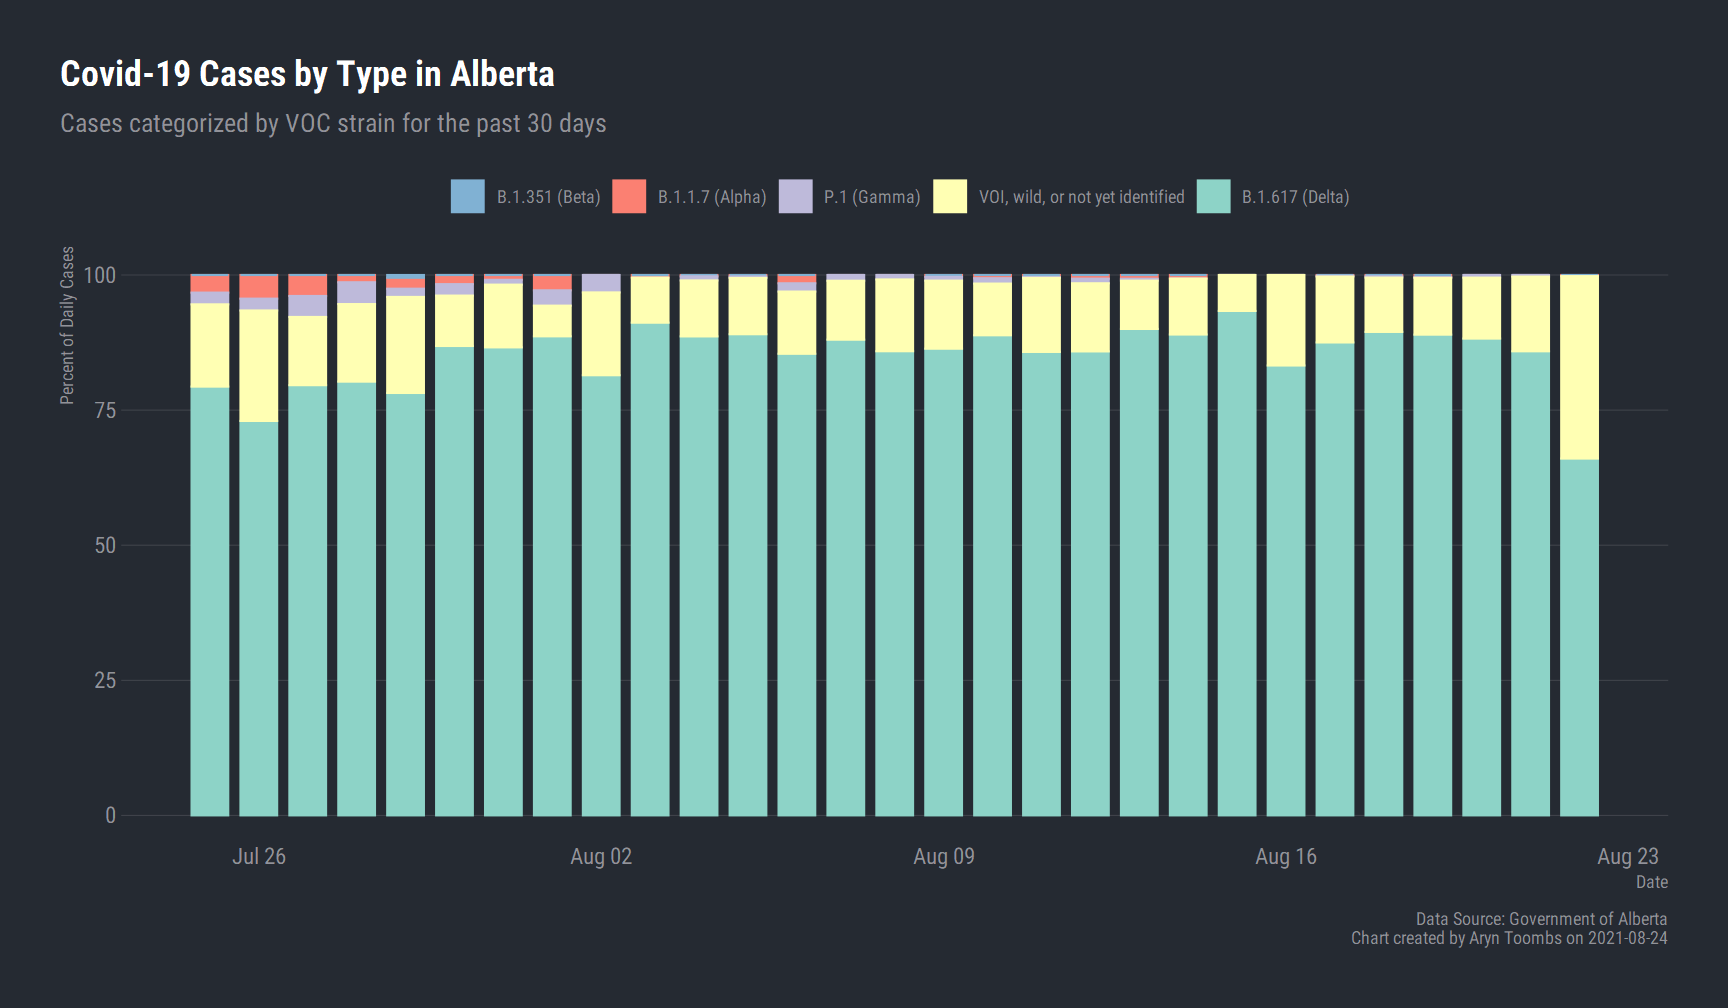 Covid-19 Cases by Type in Alberta
Cases categorized by VOC strain for the past 30 days
B.1.351 (Beta) B.1.1.7 (Alpha) P.1 (Gamma) VOI, wild, or not yet identified B.1.617 (Delta)
Percent of Daily Cases
100
75
50
25
0
Jul 26 Aug 02 Aug 09 Aug 16 Aug 23
Date
Data Source: Government of Alberta
Chart created by Aryn Toombs on 2021-08-24